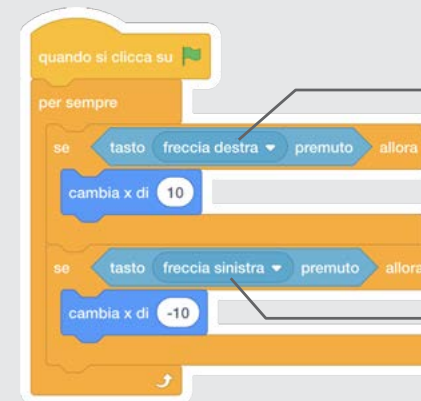 quando si clicca su
per sempre
se tasto freccia destra premuto allora
cambia x di 10
se tasto freccia sinistra premuto allora
cambia x di -10